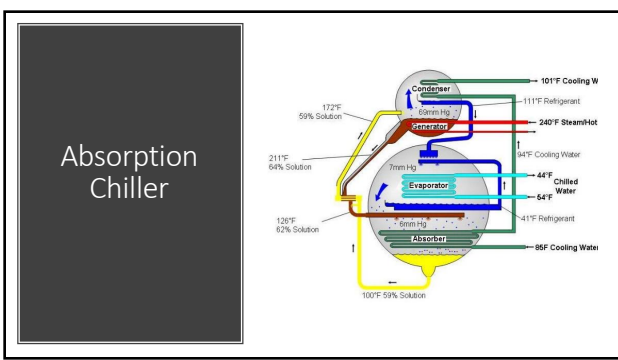 Absorption
Chiller
101°F Cooling W
Condenser
111°F Refrigerant
172°F
59% Solution
69mm Hg
240°F Steam/Hot
Generator
211°F
64% Solution
94°F Cooling Water
7mm Hg
44°F
Chilled
Water
Evaporator
54°F
126°F
62% Solution
41°F Refrigerant
6mm Hg
Absorber
85F Cooling Wate
100°F 59% Solution